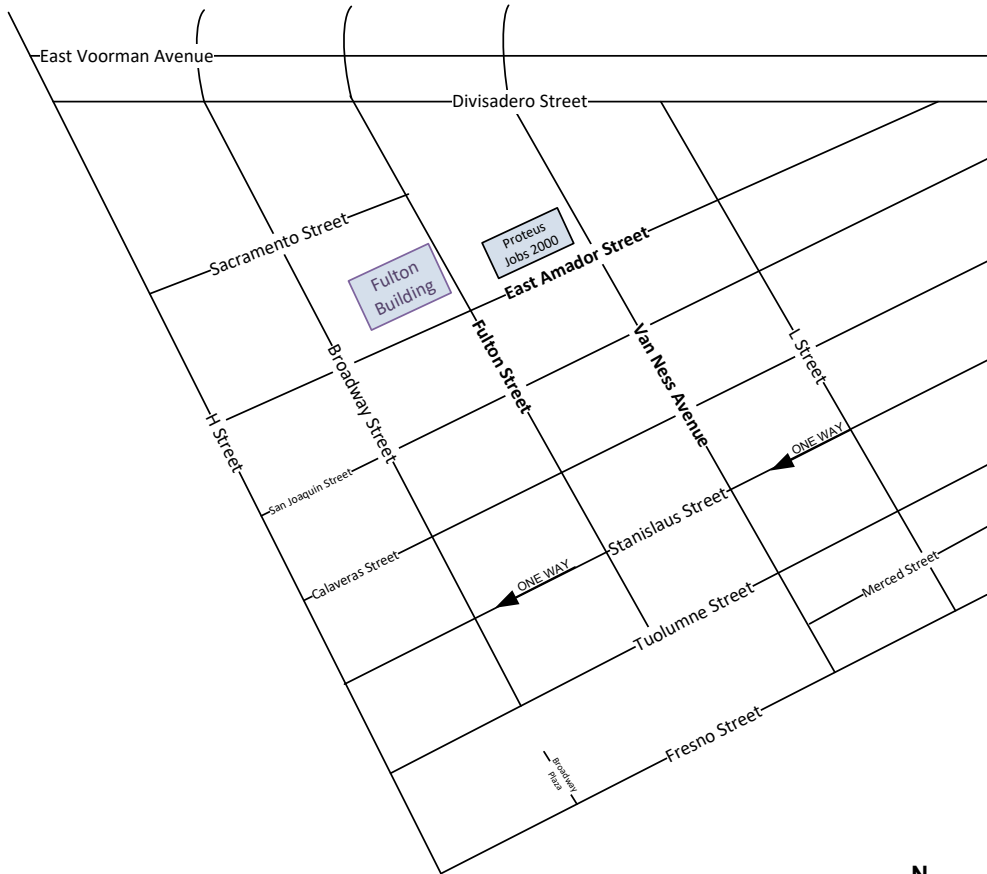 East Voorman Avenue
Divisadero Street
Sacramento Street
Proteus
Jobs 2000
East Amador Street
Fulton
Building
Fulton Street
Van Ness Avenue
L Street
Broadway Street
H Street
ONE WAY
San Joaquin Street
Stanislaus Street
Calaveras Street
ONE WAY
Merced Street
Tuolumne Street
Fresno Street
Broadway
Plaza
N